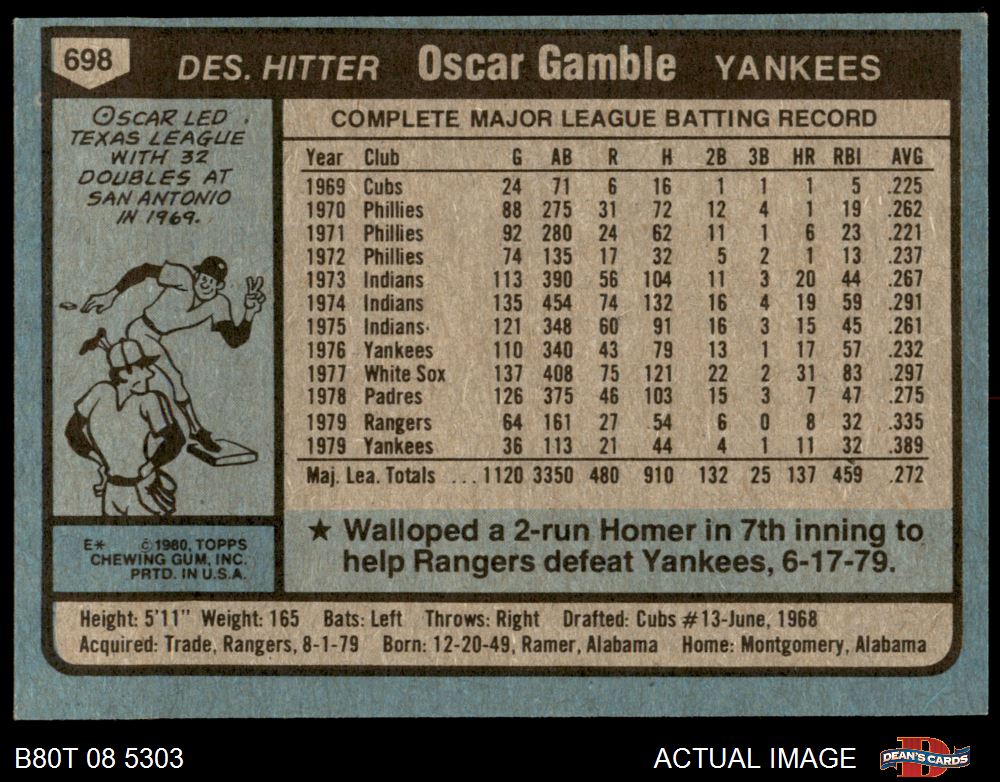 698 DES. HITTER Oscar Gamble YANKEES
OSCAR LED
TEXAS LEAGUE
WITH 32
DOUBLES AT
SAN ANTONIO
IN 1969.
COMPLETE MAJOR LEAGUE BATTING RECORD
Year Club G AB R H 2B 3B HR RBI AVG
1969 Cubs 24 71 6 16 1 1 1 5 .225
1970 Phillies 88 275 31 72 12 4 1 19 .262
1971 Phillies 92 280 24 62 11 1 6 23 .221
1972 Phillies 74 135 17 32 5 2 1 13 .237
1973 Indians 113 390 56 104 11 3 20 44 .267
1974 Indians 135 454 74 132 16 4 19 59 .291
1975 Indians 121 348 60 91 16 3 15 45 .261
1976 Yankees 110 340 43 79 13 1 17 57 .232
1977 White Sox 137 408 75 121 22 2 31 83 .297
1978 Padres 126 375 46 103 15 3 7 47 .275
1979 Rangers 64 161 27 54 6 0 8 32 .335
1979 Yankees 36 113 21 44 4 1 11 32 .389
Maj. Lea. Totals ... 1120 3350 480 910 132 25 137 459 .272
★ Walloped a 2-run Homer in 7th inning to
help Rangers defeat Yankees, 6-17-79.
E* ©1980, TOPPS
CHEWING GUM, INC.
PRTD. IN U.S.A.
Height: 5'11" Weight: 165 Bats: Left Throws: Right Drafted: Cubs #13-June, 1968
Acquired: Trade, Rangers, 8-1-79 Born: 12-20-49, Ramer, Alabama Home: Montgomery, Alabama
B80T 08 5303 ACTUAL IMAGE DEAN'S CARDS